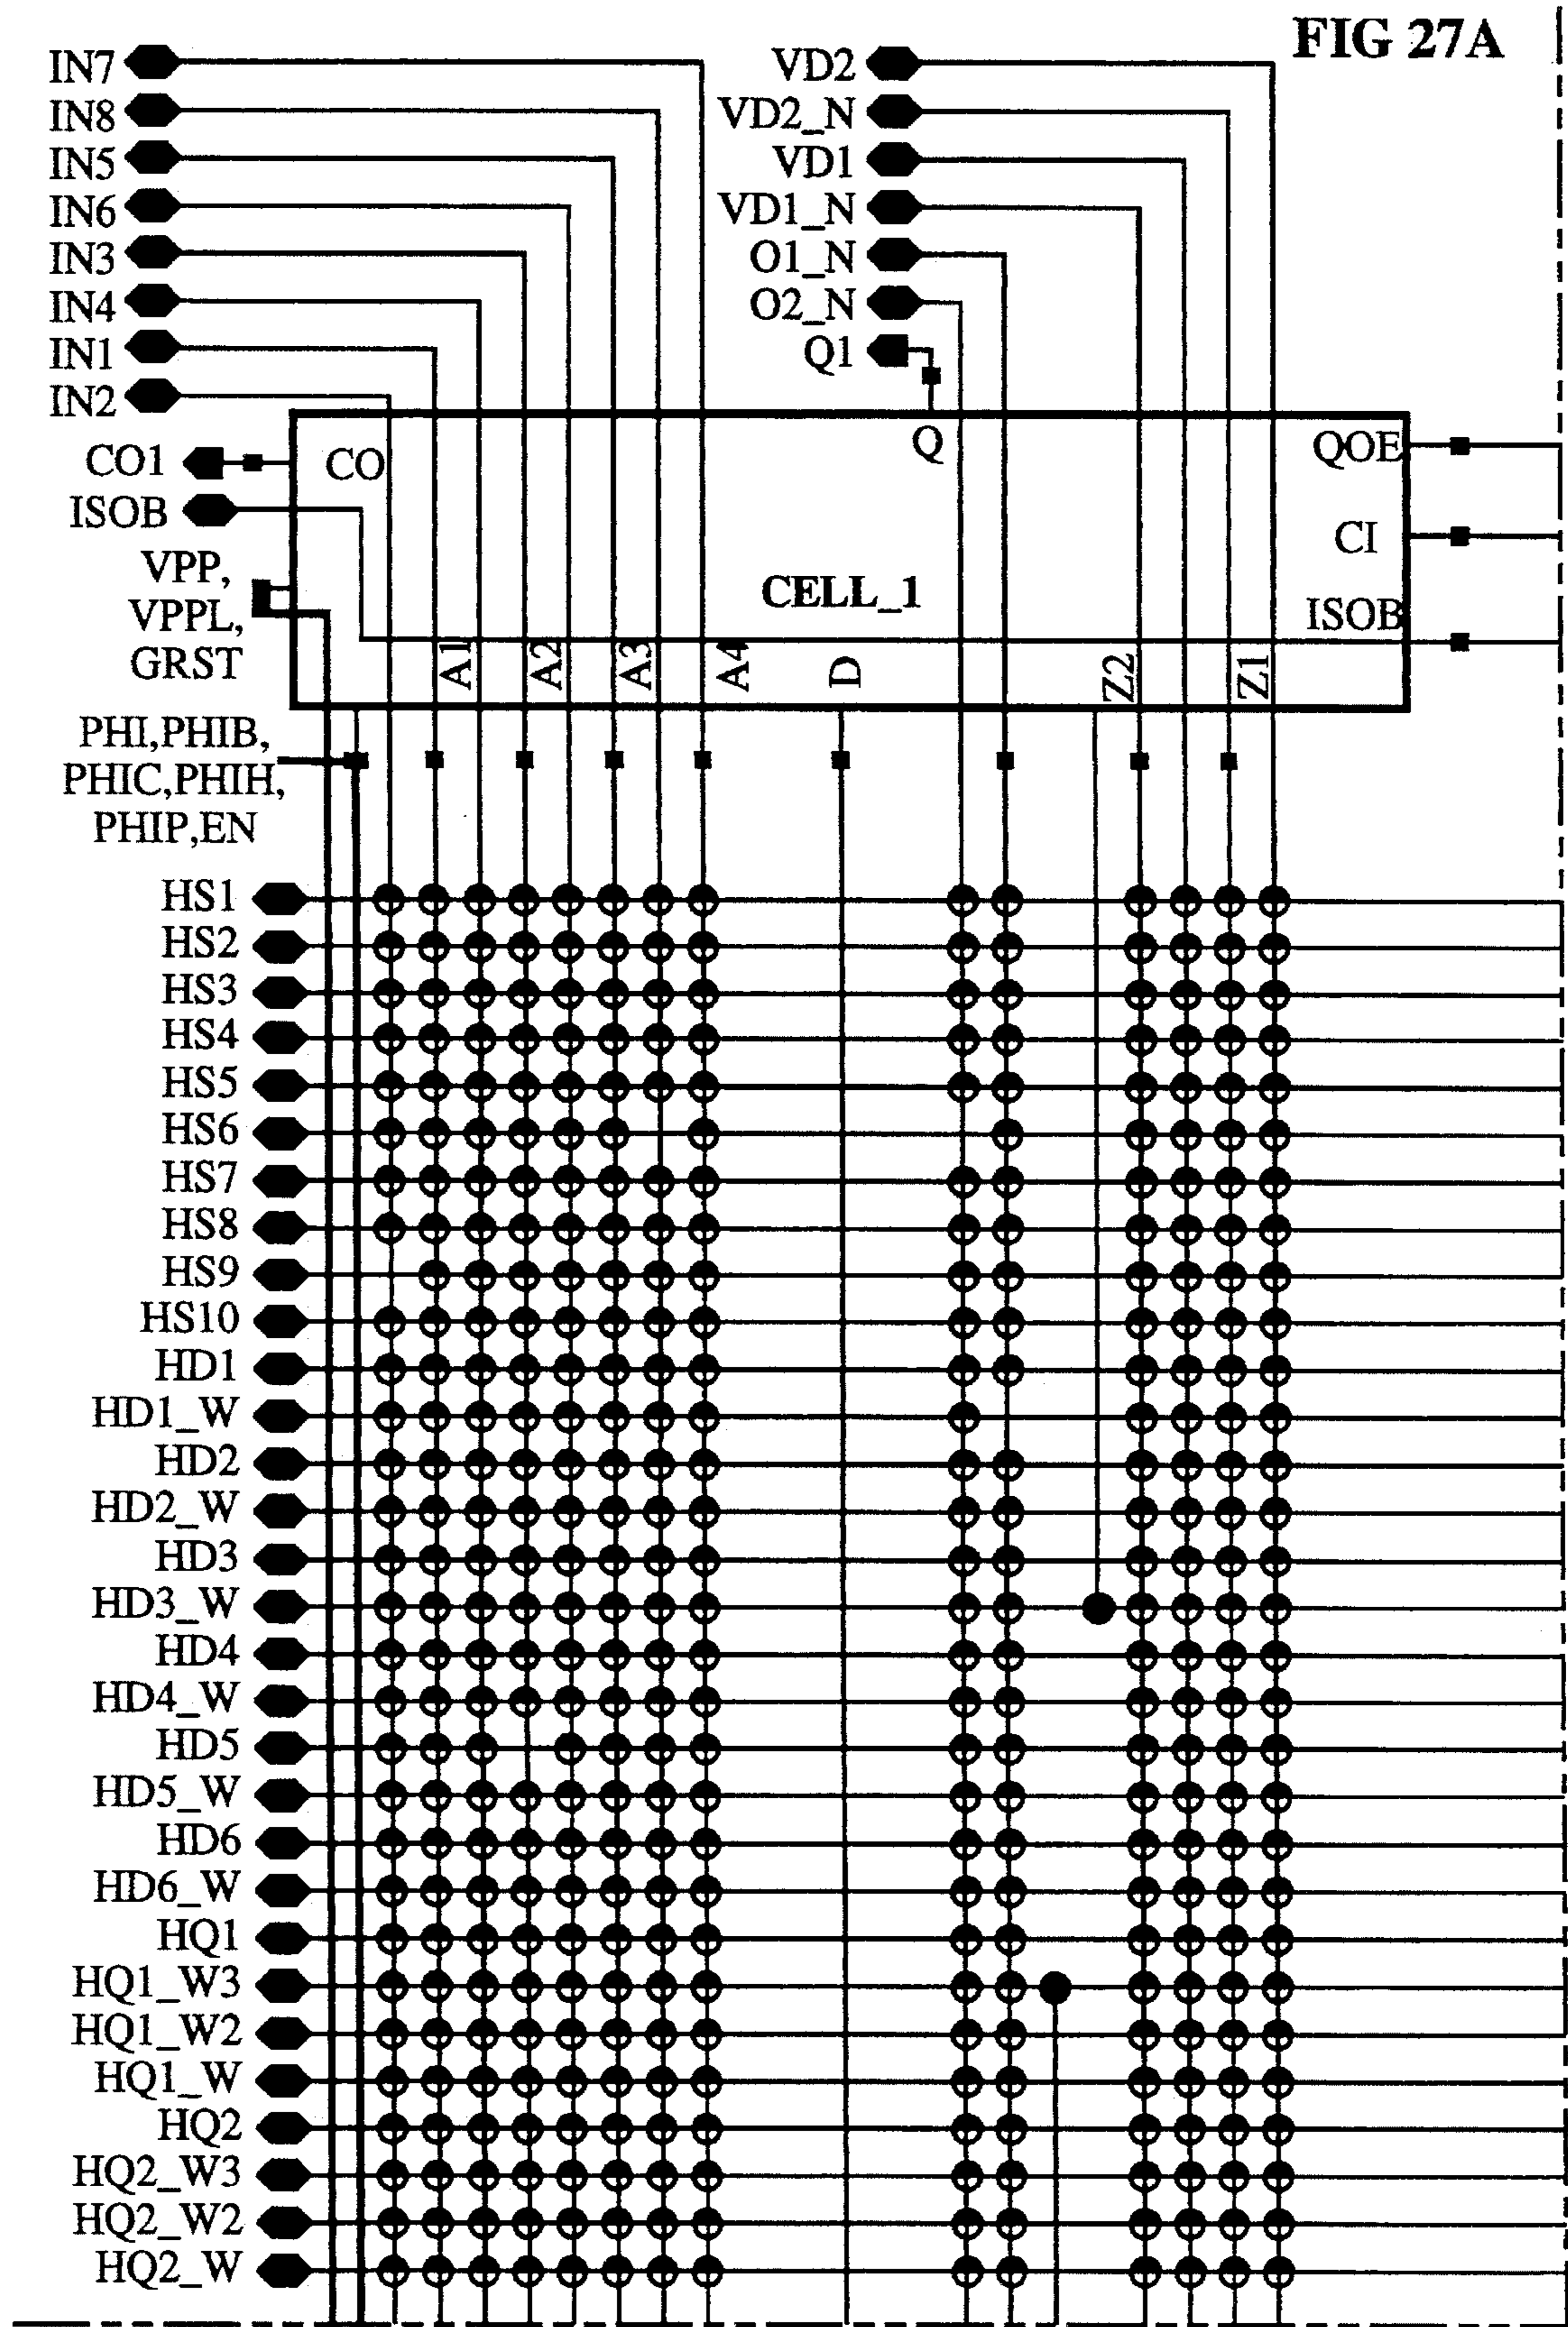 FIG 27A
IN7
IN8
IN5
IN6
IN3
IN4
IN1
IN2
VD2
VD2_N
VD1
VD1_N
O1_N
O2_N
Q1
CO1
ISOB
VPP,
VPPL,
GRST
CO
Q
QOE
CI
ISOB
CELL_1
A1
A2
A3
A4
D
Z2
Z1
PHI,PHIB,
PHIC,PHIH,
PHIP,EN
HS1
HS2
HS3
HS4
HS5
HS6
HS7
HS8
HS9
HS10
HD1
HD1_W
HD2
HD2_W
HD3
HD3_W
HD4
HD4_W
HD5
HD5_W
HD6
HD6_W
HQ1
HQ1_W3
HQ1_W2
HQ1_W
HQ2
HQ2_W3
HQ2_W2
HQ2_W